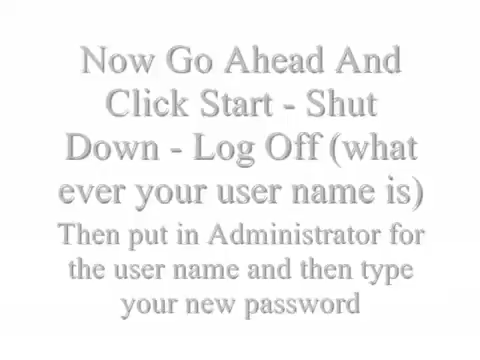 Now Go Ahead And
Click Start - Shut
Down - Log Off (what
ever your user name is)
Then put in Administrator for
the user name and then type
your new password